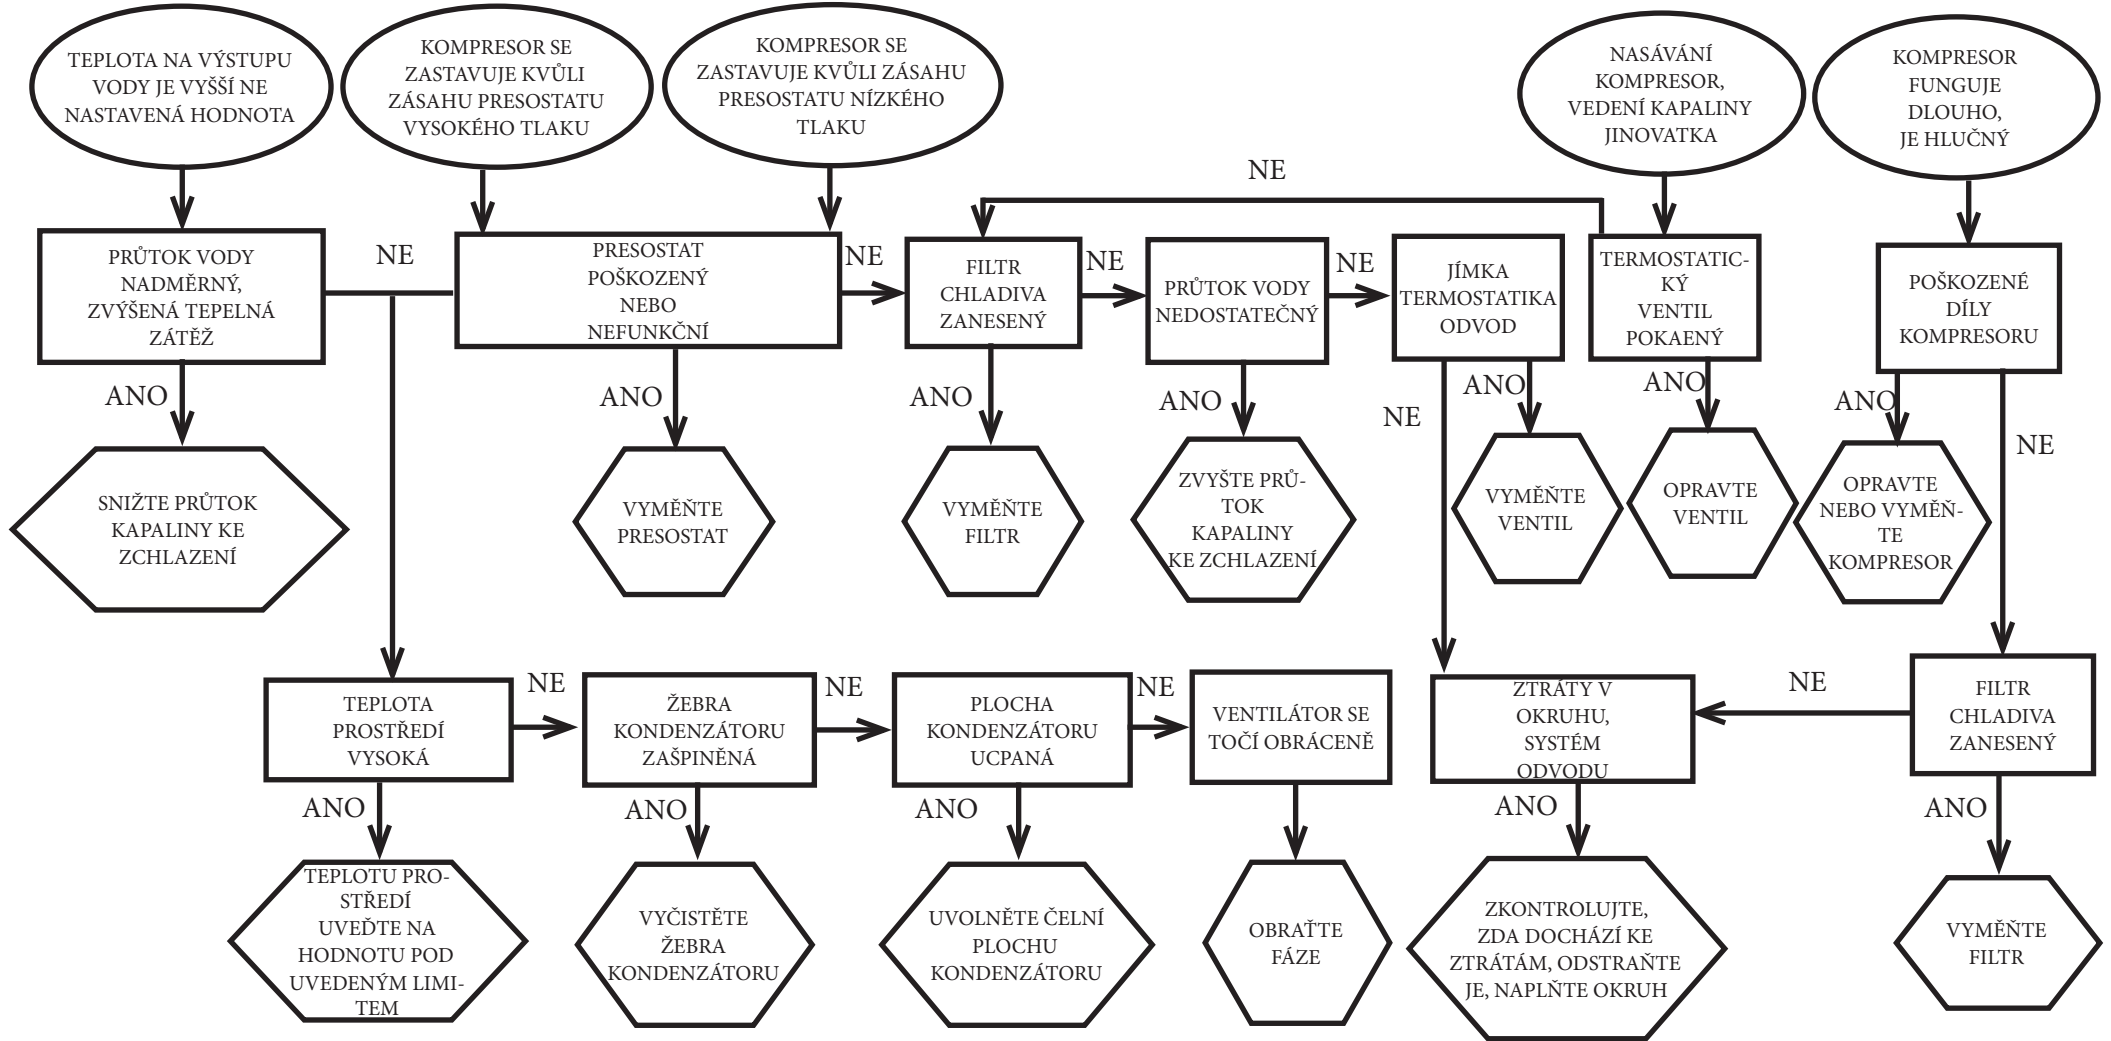 TEPLOTA NA VÝSTUPU
VODY JE VYŠŠÍ NE
NASTAVENÁ HODNOTA
KOMPRESOR SE
ZASTAVUJE KVŮLI
ZÁSAHU PRESOSTATU
VYSOKÉHO TLAKU
KOMPRESOR SE
ZASTAVUJE KVŮLI ZÁSAHU
PRESOSTATU NÍZKÉHO
TLAKU
NASÁVÁNÍ
KOMPRESOR,
VEDENÍ KAPALINY
JINOVATKA
KOMPRESOR
FUNGUJE
DLOUHO,
JE HLUČNÝ
NE
PRŮTOK VODY
NADMĚRNÝ,
ZVÝŠENÁ TEPELNÁ
ZÁTĚŽ
NE
PRESOSTAT
POŠKOZENÝ
NEBO
NEFUNKČNÍ
NE
FILTR
CHLADIVA
ZANESENÝ
NE
PRŮTOK VODY
NEDOSTATEČNÝ
NE
JÍMKA
TERMOSTATIKA
ODVOD
TERMOSTATIC-
KÝ
VENTIL
POKAENÝ
POŠKOZENÉ
DÍLY
KOMPRESORU
ANO
ANO
ANO
ANO
NE
ANO
ANO
ANO
NE
SNIŽTE PRŮTOK
KAPALINY KE
ZCHLAZENÍ
VYMĚŇTE
PRESOSTAT
VYMĚŇTE
FILTR
ZVYŠTE PRŮ-
TOK
KAPALINY
KE ZCHLAZENÍ
VYMĚŇTE
VENTIL
OPRAVTE
VENTIL
OPRAVTE
NEBO VYMĚŇ-
TE
KOMPRESOR
TEPLOTA
PROSTŘEDÍ
VYSOKÁ
NE
ŽEBRA
KONDENZÁTORU
ZAŠPINĚNÁ
NE
PLOCHA
KONDENZÁTORU
UCPANÁ
NE
VENTILÁTOR SE
TOČÍ OBRÁCENĚ
ZTRÁTY V
OKRUHU,
SYSTÉM
ODVODU
NE
FILTR
CHLADIVA
ZANESENÝ
ANO
ANO
ANO
ANO
ANO
TEPLOTU PRO-
STŘEDÍ
UVEĎTE NA
HODNOTU POD
UVEDENÝM LIMI-
TEM
VYČISTĚTE
ŽEBRA
KONDENZÁTORU
UVOLNĚTE ČELNÍ
PLOCHU
KONDENZÁTORU
OBRAŤTE
FÁZE
ZKONTROLUJTE,
ZDA DOCHÁZÍ KE
ZTRÁTÁM, ODSTRAŇTE
JE, NAPLŇTE OKRUH
VYMĚŇTE
FILTR